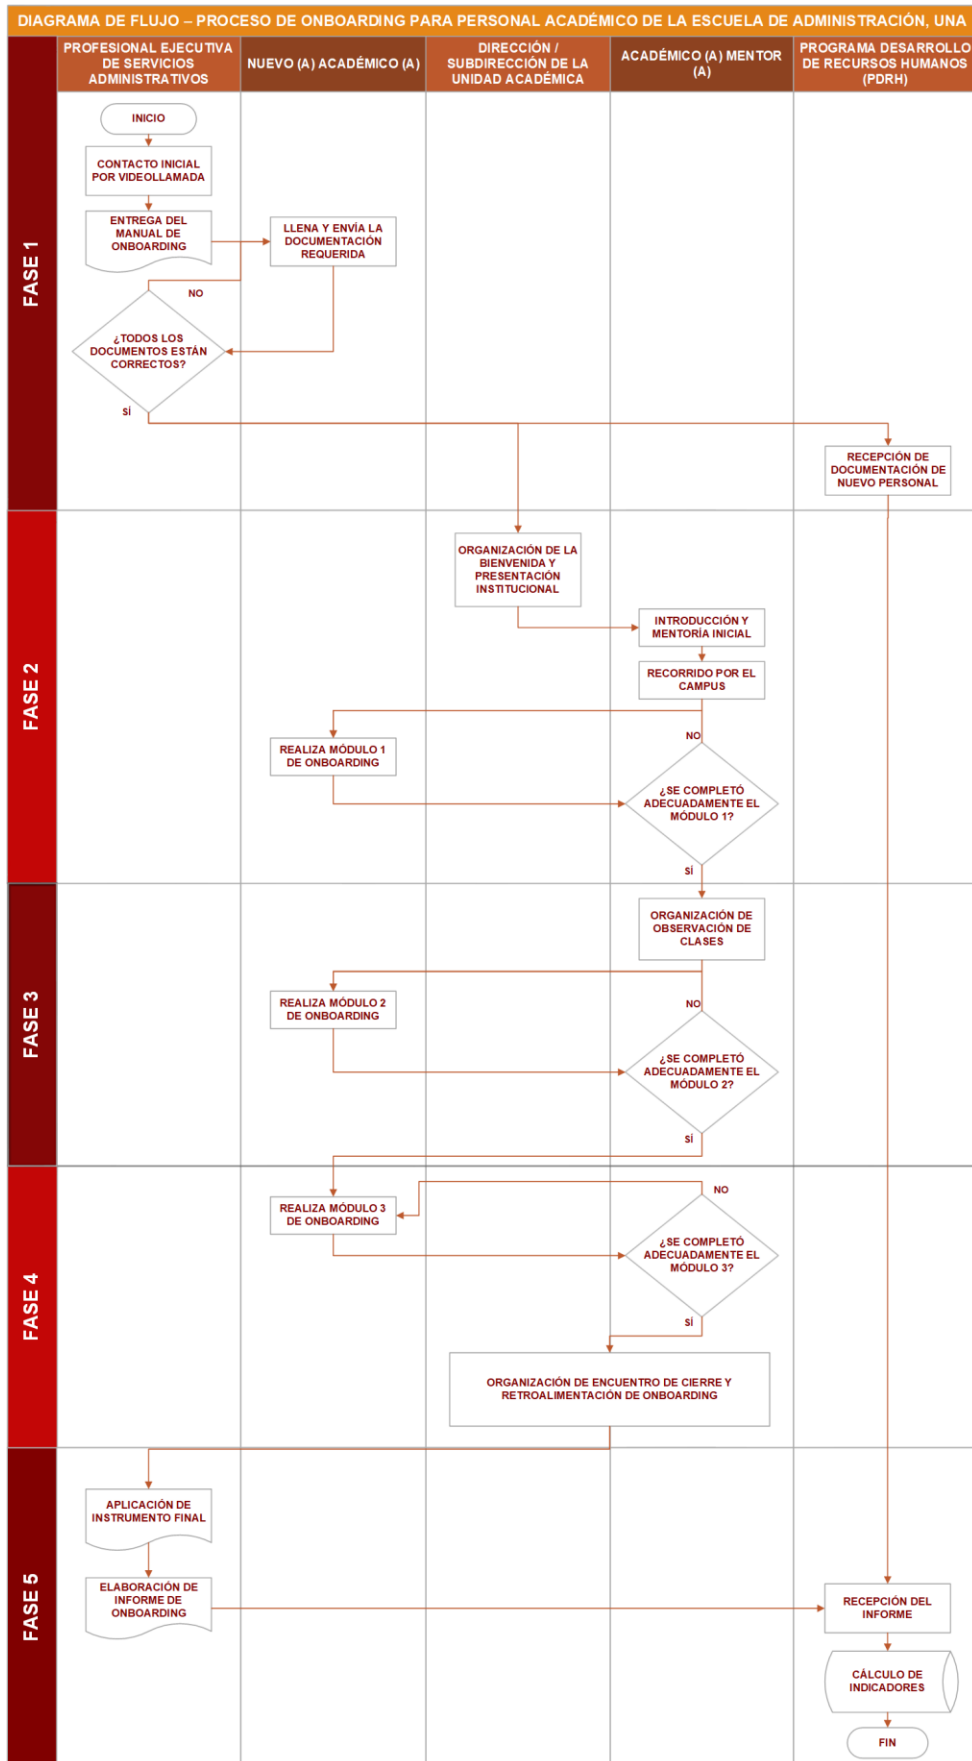 DIAGRAMA DE FLUJO – PROCESO DE ONBOARDING PARA PERSONAL ACADÉMICO DE LA ESCUELA DE ADMINISTRACIÓN, UNA
PROFESIONAL EJECUTIVA
DE SERVICIOS
ADMINISTRATIVOS
NUEVO (A) ACADÉMICO (A)
DIRECCIÓN /
SUBDIRECCIÓN DE LA
UNIDAD ACADÉMICA
ACADÉMICO (A) MENTOR
(A)
PROGRAMA DESARROLLO
DE RECURSOS HUMANOS
(PDRH)
FASE 1
INICIO
CONTACTO INICIAL
POR VIDEOLLAMADA
ENTREGA DEL
MANUAL DE
ONBOARDING
LLENA Y ENVÍA LA
DOCUMENTACIÓN
REQUERIDA
NO
¿TODOS LOS
DOCUMENTOS ESTÁN
CORRECTOS?
SÍ
RECEPCIÓN DE
DOCUMENTACIÓN DE
NUEVO PERSONAL
FASE 2
ORGANIZACIÓN DE LA
BIENVENIDA Y
PRESENTACIÓN
INSTITUCIONAL
INTRODUCCIÓN Y
MENTORÍA INICIAL
RECORRIDO POR EL
CAMPUS
NO
REALIZA MÓDULO 1
DE ONBOARDING
¿SE COMPLETÓ
ADECUADAMENTE EL
MÓDULO 1?
SÍ
FASE 3
ORGANIZACIÓN DE
OBSERVACIÓN DE
CLASES
NO
REALIZA MÓDULO 2
DE ONBOARDING
¿SE COMPLETÓ
ADECUADAMENTE EL
MÓDULO 2?
SÍ
FASE 4
NO
REALIZA MÓDULO 3
DE ONBOARDING
¿SE COMPLETÓ
ADECUADAMENTE EL
MÓDULO 3?
SÍ
ORGANIZACIÓN DE ENCUENTRO DE CIERRE Y
RETROALIMENTACIÓN DE ONBOARDING
FASE 5
APLICACIÓN DE
INSTRUMENTO FINAL
ELABORACIÓN DE
INFORME DE
ONBOARDING
RECEPCIÓN DEL
INFORME
CÁLCULO DE
INDICADORES
FIN